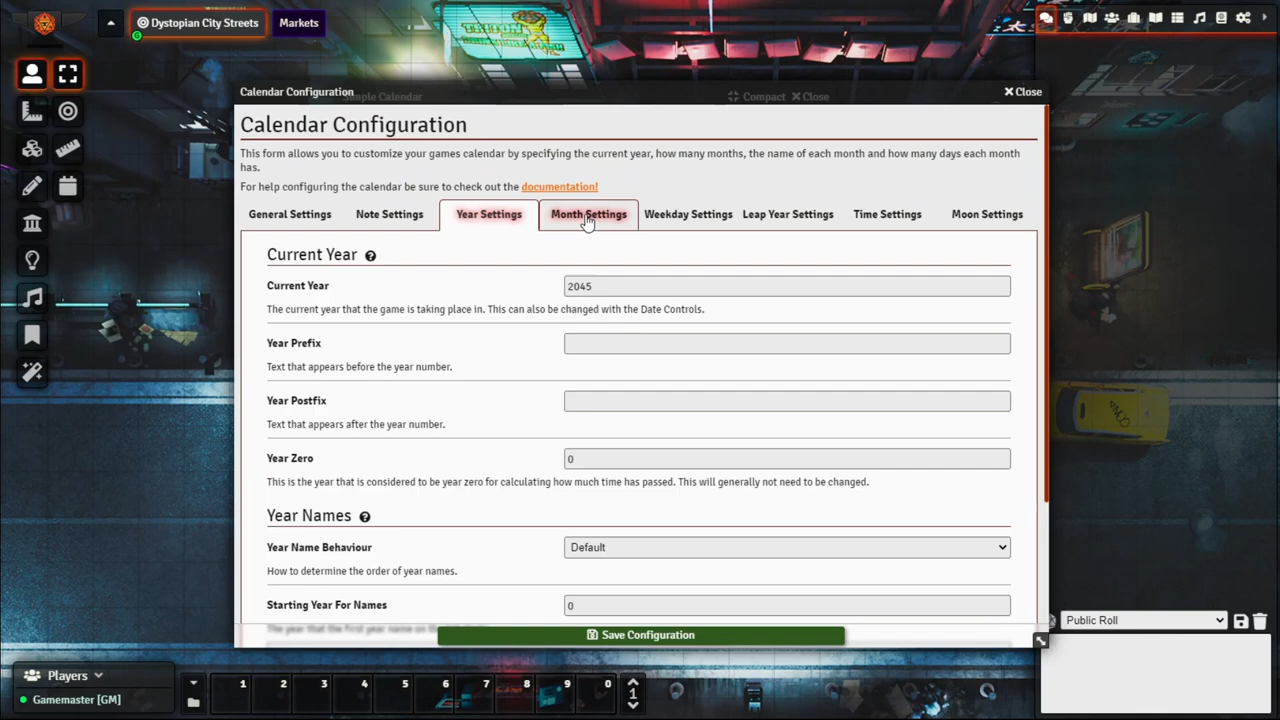 Dystopian City Streets
Markets
G
Calendar Configuration
Close
Simple Calendar
Compact
Close
Calendar Configuration
This form allows you to customize your games calendar by specifying the current year, how many months, the name of each month and how many days each month
has.
For help configuring the calendar be sure to check out the documentation!
General Settings
Note Settings
Year Settings
Month Settings
Weekday Settings
Leap Year Settings
Time Settings
Moon Settings
Current Year
Current Year
2045
The current year that the game is taking place in. This can also be changed with the Date Controls.
Year Prefix
Text that appears before the year number.
Year Postfix
Text that appears after the year number.
Year Zero
0
This is the year that is considered to be year zero for calculating how much time has passed. This will generally not need to be changed.
Year Names
Year Name Behaviour
Default
How to determine the order of year names.
Starting Year For Names
0
The year that the first year name on
Save Configuration
Public Roll
Players
Gamemaster [GM]
1 2 3 4 5 6 7 8 9 0
1